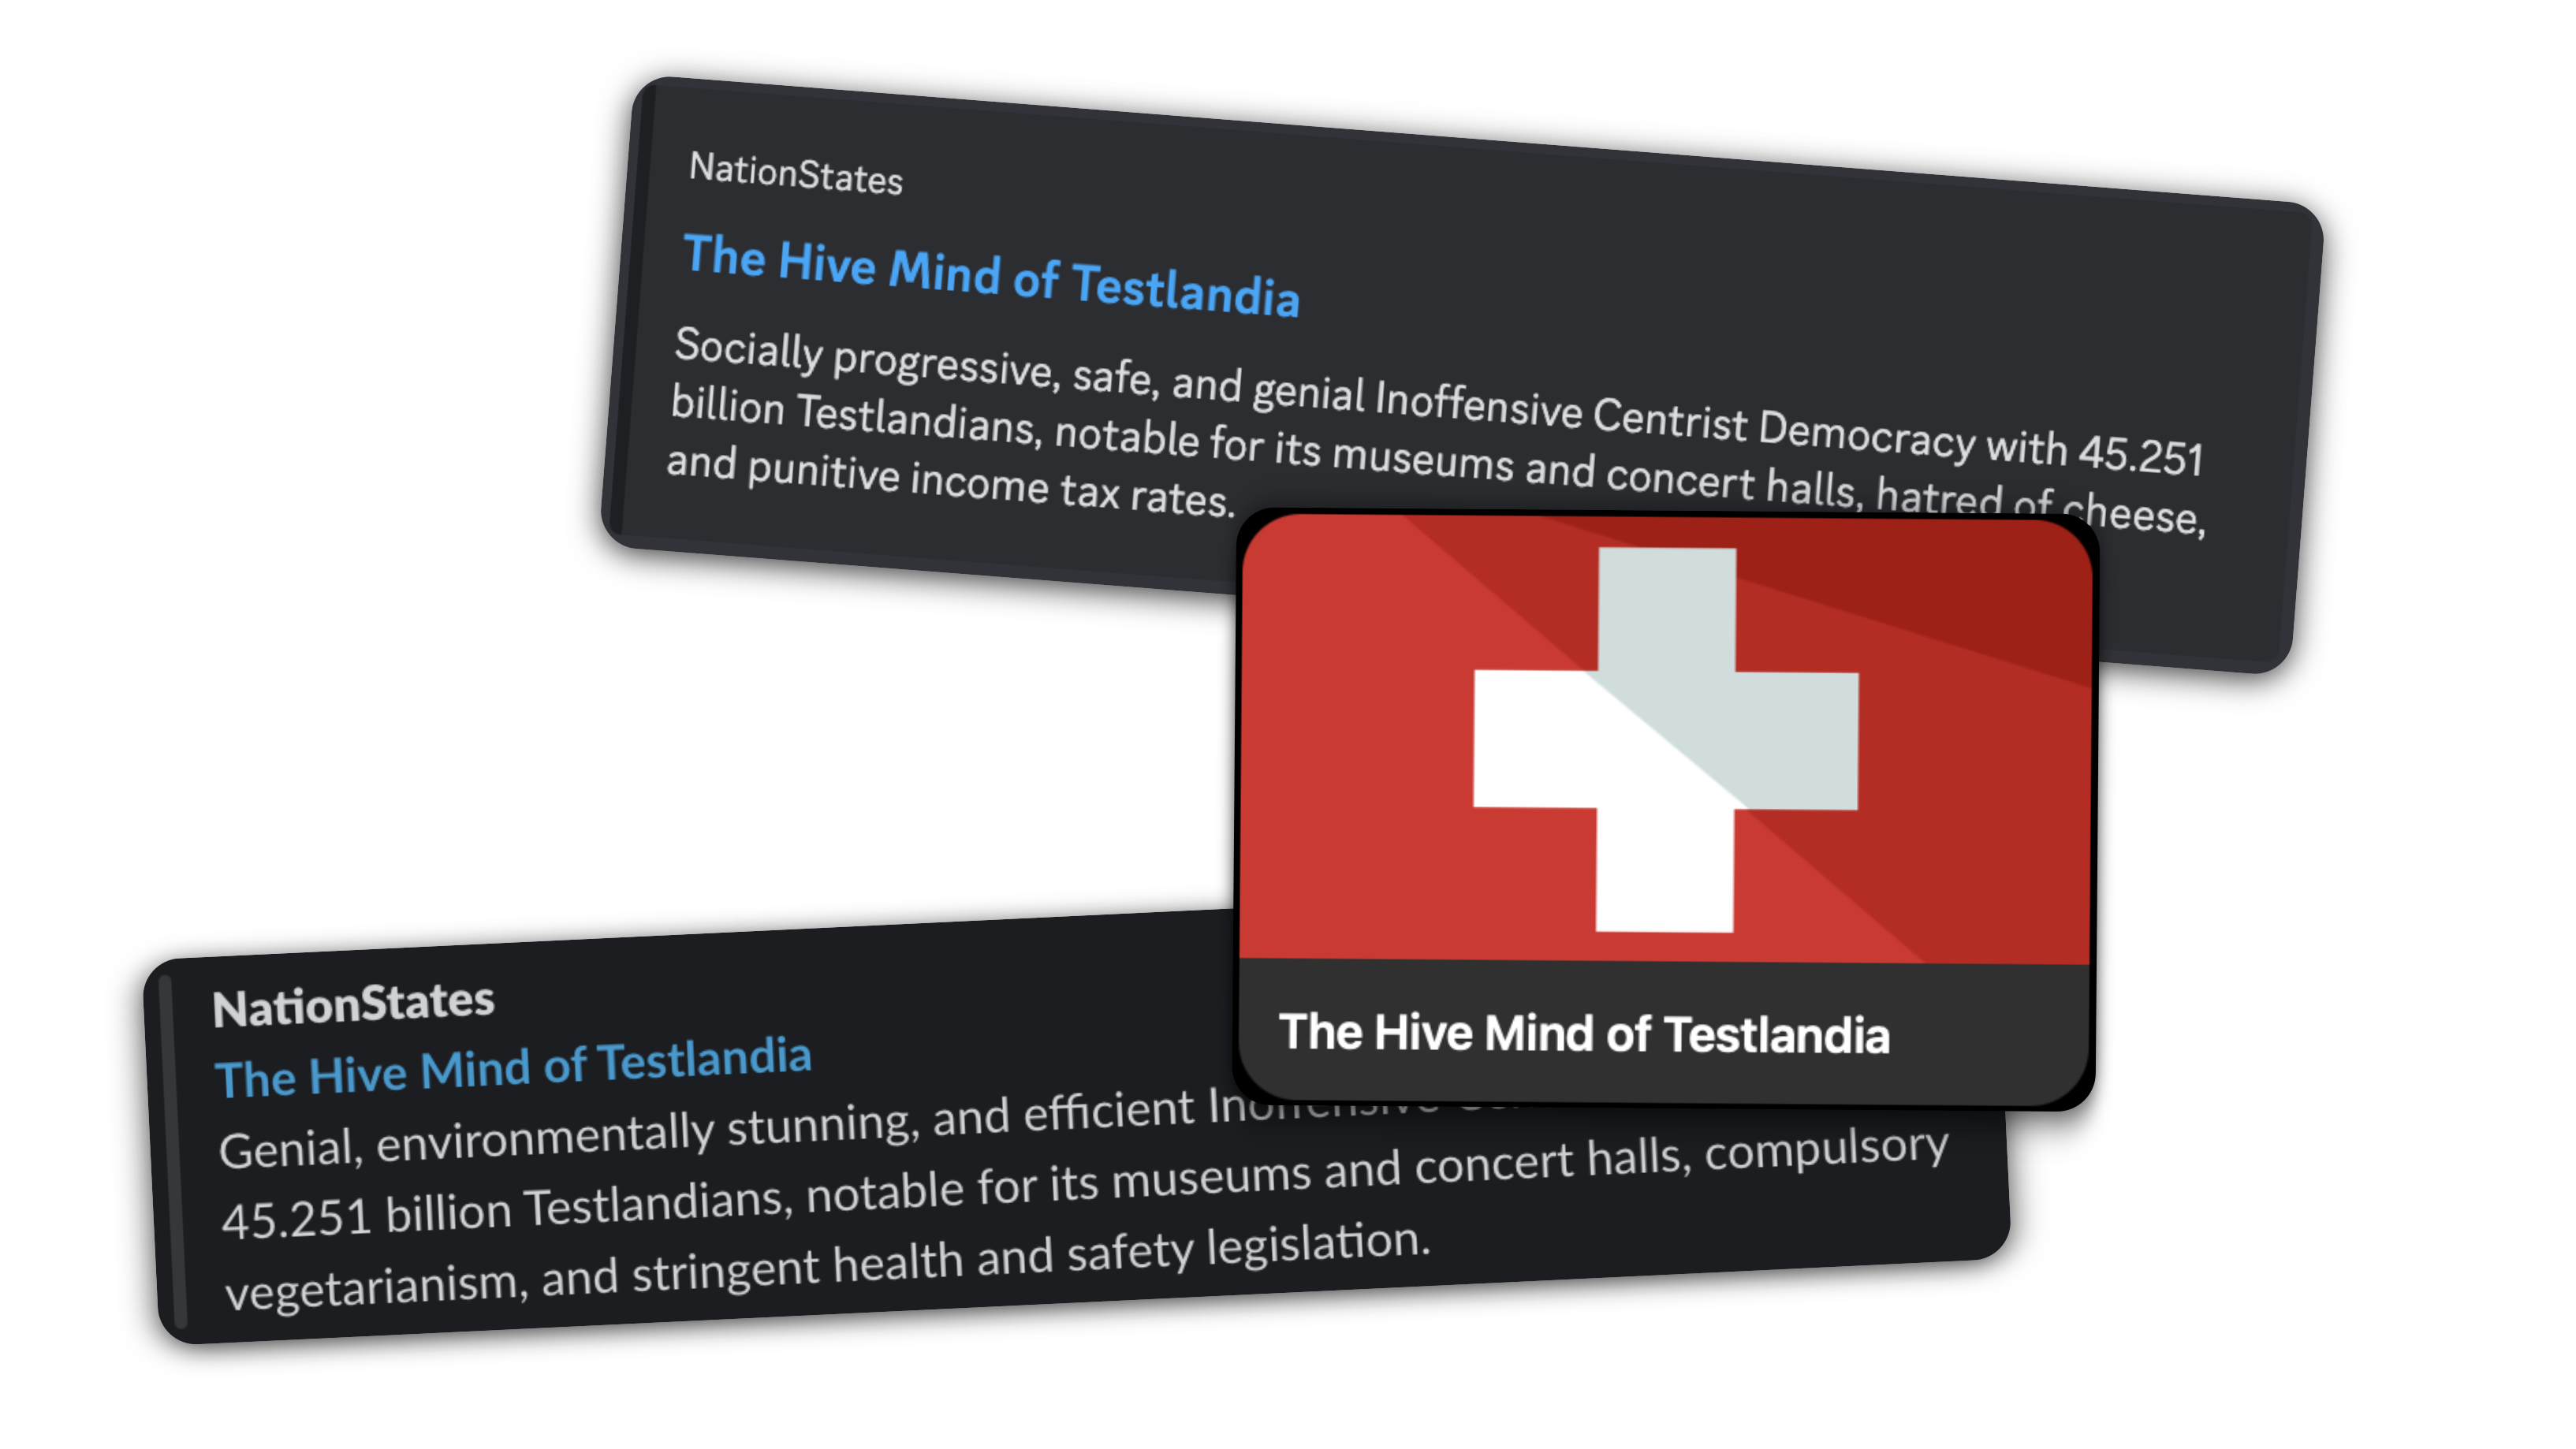 NationStates
The Hive Mind of Testlandia
Socially progressive, safe, and genial Inoffensive Centrist Democracy with 45.251
billion Testlandians, notable for its museums and concert halls, hatred of cheese,
and punitive income tax rates.
The Hive Mind of Testlandia
NationStates
The Hive Mind of Testlandia
Genial, environmentally stunning, and efficient Inoffensive
45.251 billion Testlandians, notable for its museums and concert halls, compulsory
vegetarianism, and stringent health and safety legislation.